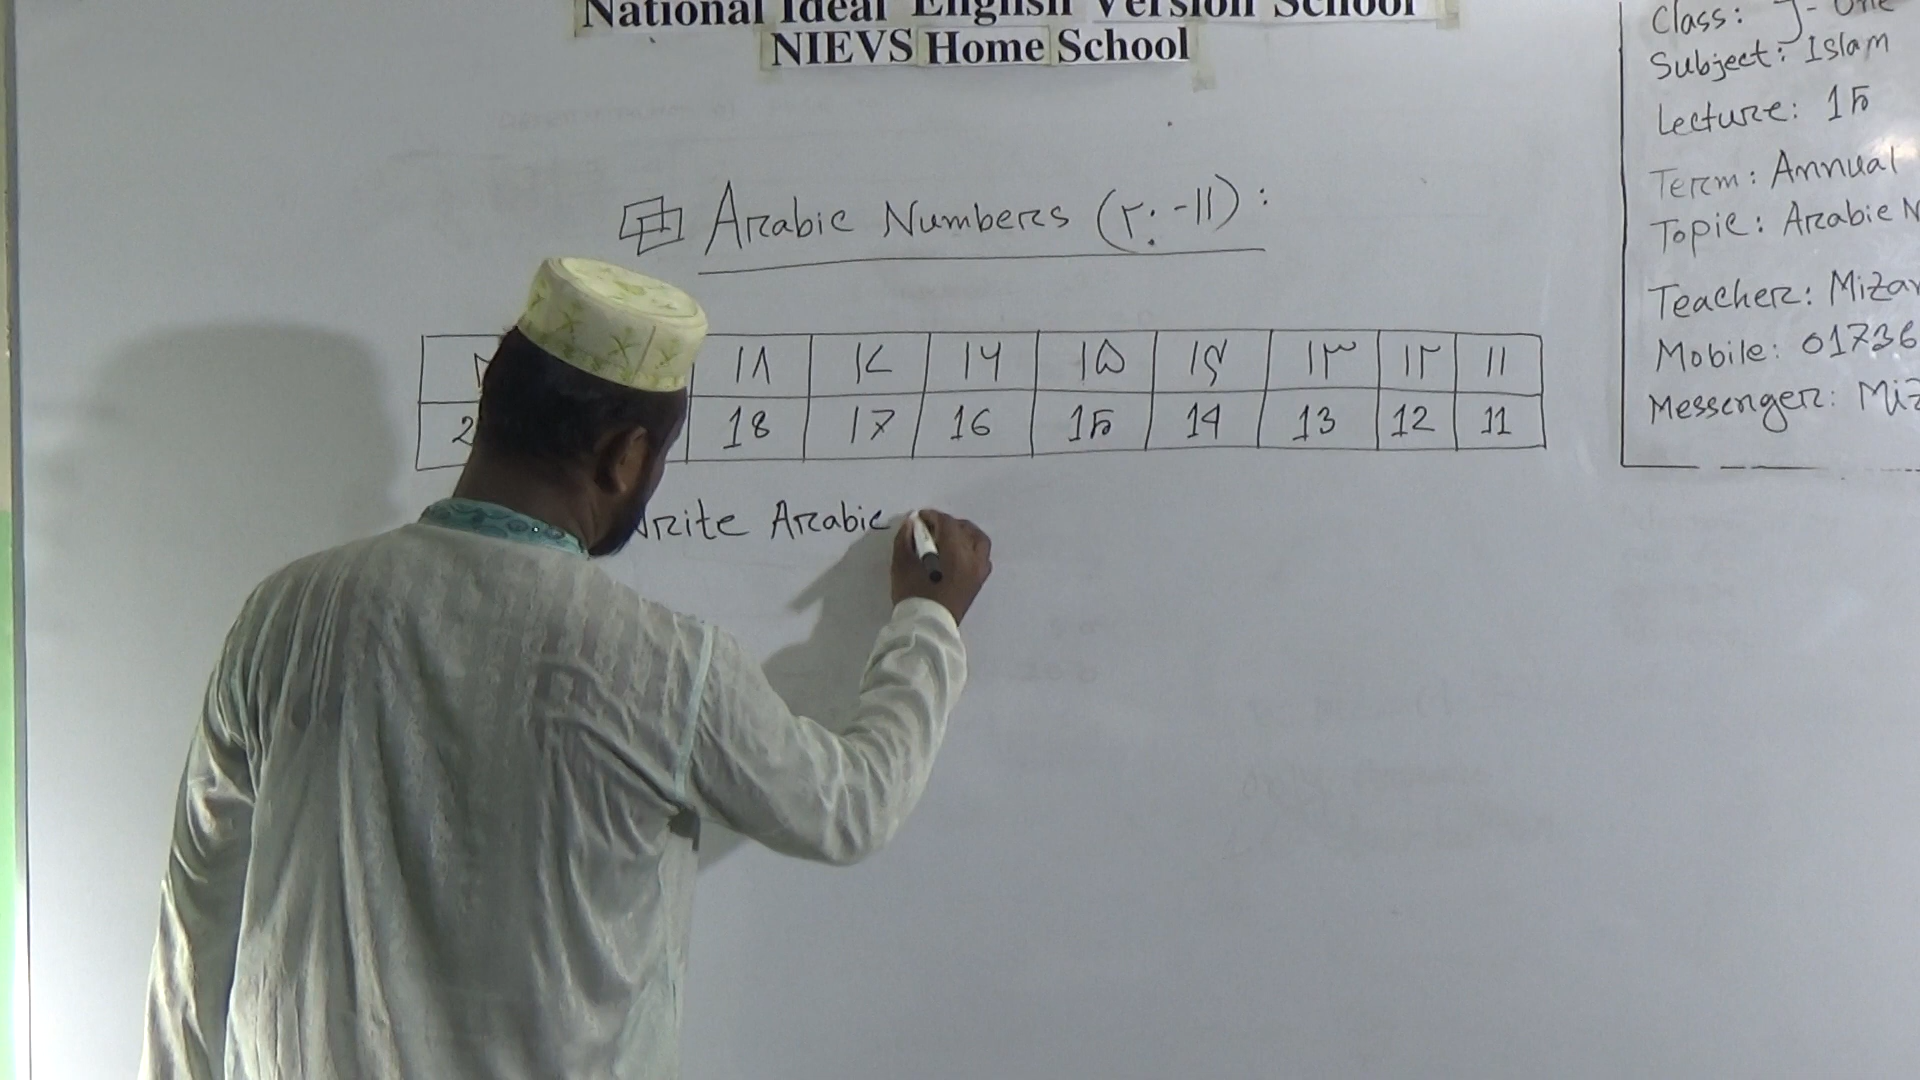 National Ideal English Version School
NIEVS Home School
Arabic Numbers (٢٠-١١):
١٨ ١٧ ١٦ ١٥ ١٤ ١٣ ١٢ ١١
18 17 16 15 14 13 12 11
Write Arabic
Class: J-One
Subject: Islam
Lecture: 15
Term: Annual
Topic: Arabic N
Teacher: Mizan
Mobile: 01736
Messenger: Miz